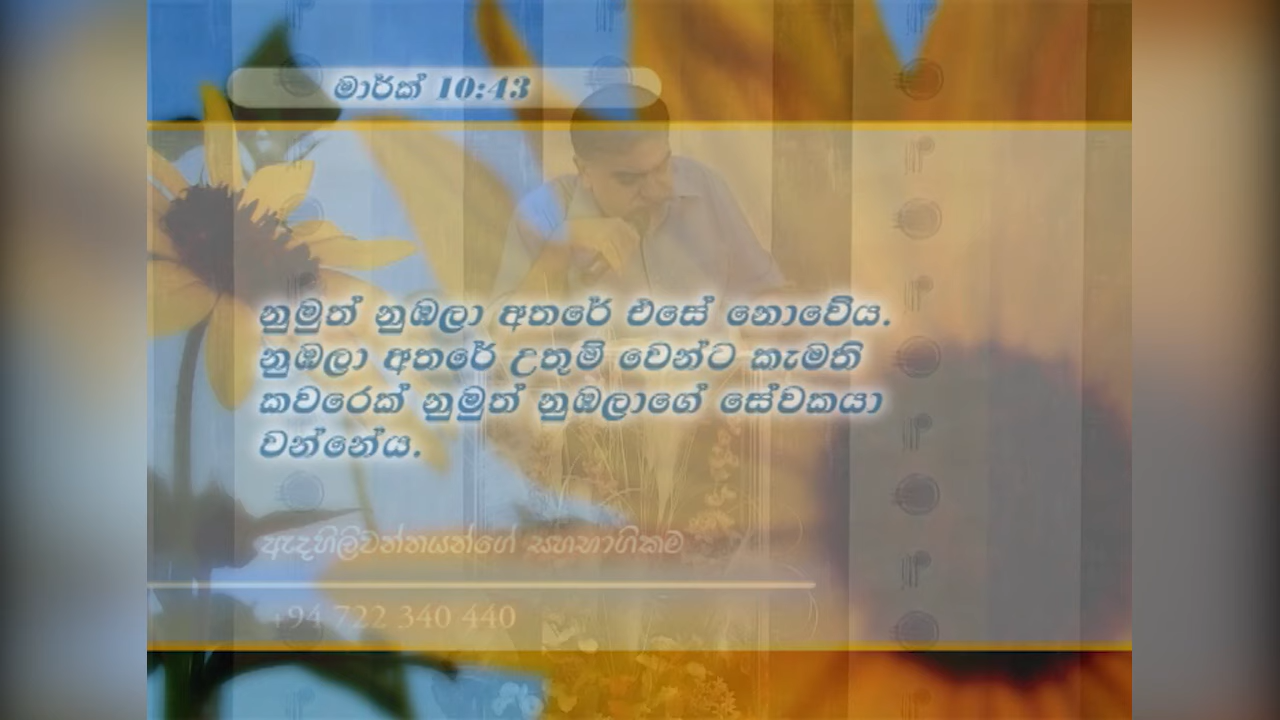 මාර්ක් 10:43
නුමුත් නුඹලා අතරේ එසේ නොවේය.
නුඹලා අතරේ උතුම් වෙන්ට කැමති
කවරෙක් නුමුත් නුඹලාගේ සේවකයා
වන්නේය.
ඇදහිලිවන්තයන්ගේ සහභාගිකම
+94 722 340 440